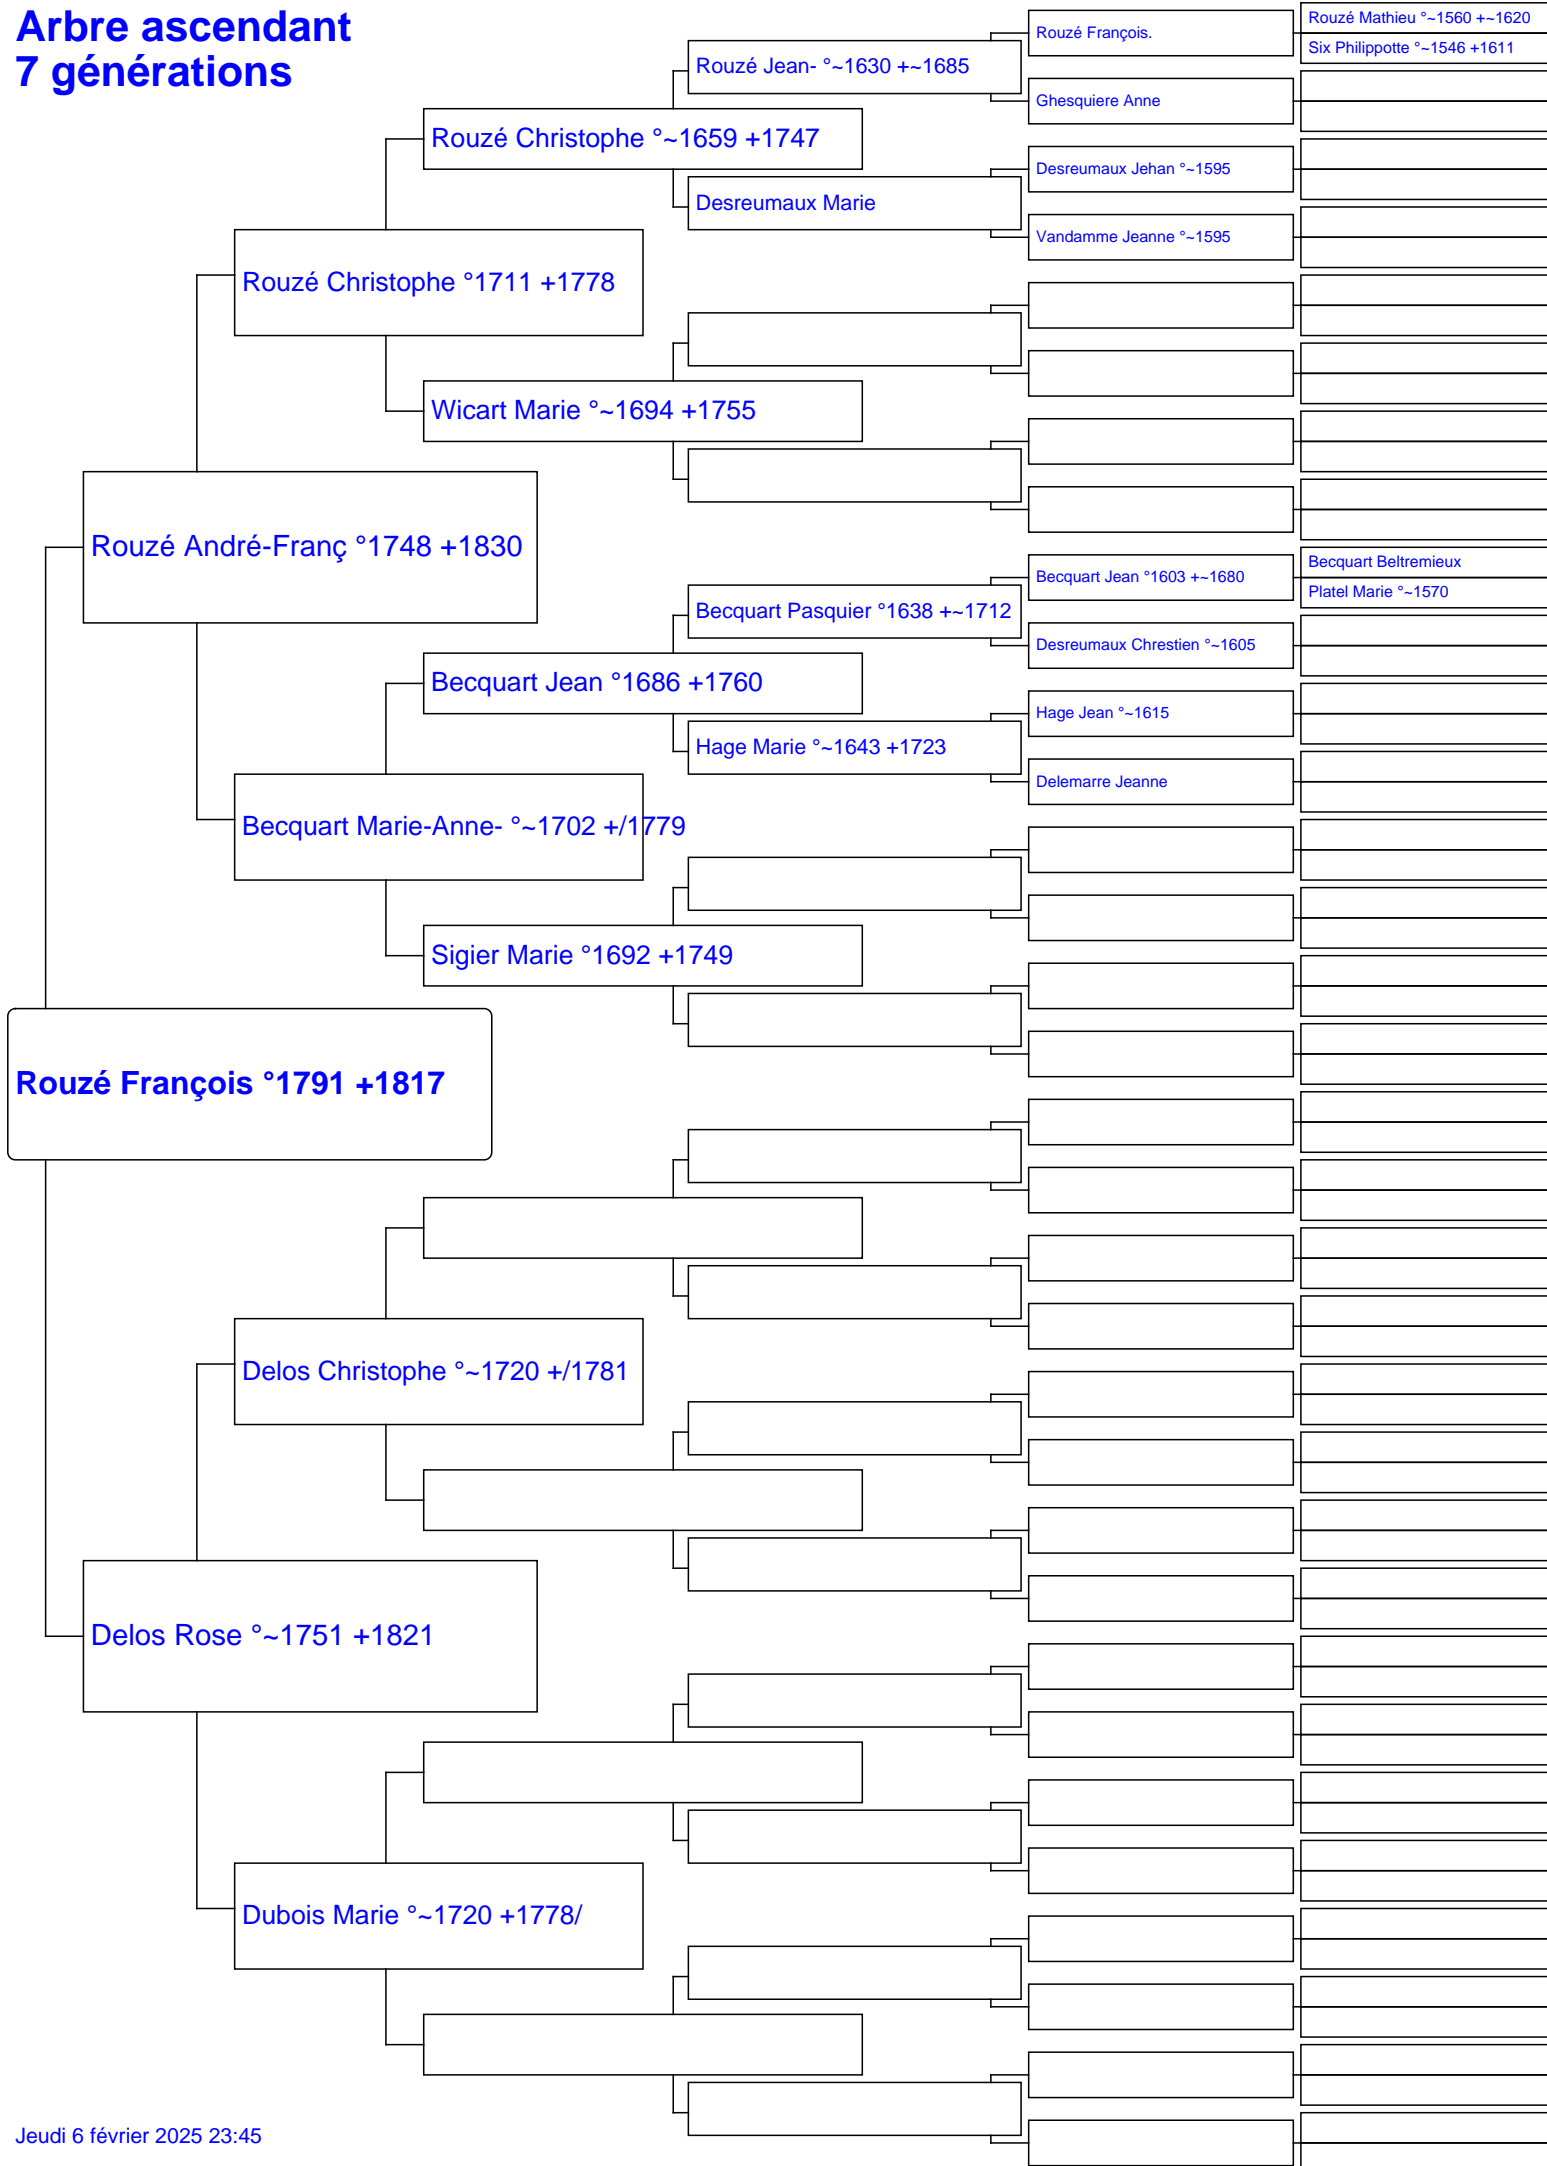 Arbre ascendant
7 générations
Rouzé Mathieu °~1560 +~1620
Rouzé François.
Six Philippotte °~1546 +1611
Rouzé Jean- °~1630 +~1685
Ghesquiere Anne
Rouzé Christophe °~1659 +1747
Desreumaux Jehan °~1595
Desreumaux Marie
Vandamme Jeanne °~1595
Rouzé Christophe °1711 +1778
Wicart Marie °~1694 +1755
Rouzé André-Franç °1748 +1830
Becquart Beltremieux
Becquart Jean °1603 +~1680
Platel Marie °~1570
Becquart Pasquier °1638 +~1712
Desreumaux Chrestien °~1605
Becquart Jean °1686 +1760
Hage Jean °~1615
Hage Marie °~1643 +1723
Delemarre Jeanne
Becquart Marie-Anne- °~1702 +/1779
Sigier Marie °1692 +1749
Rouzé François °1791 +1817
Delos Christophe °~1720 +/1781
Delos Rose °~1751 +1821
Dubois Marie °~1720 +1778/
Jeudi 6 février 2025 23:45